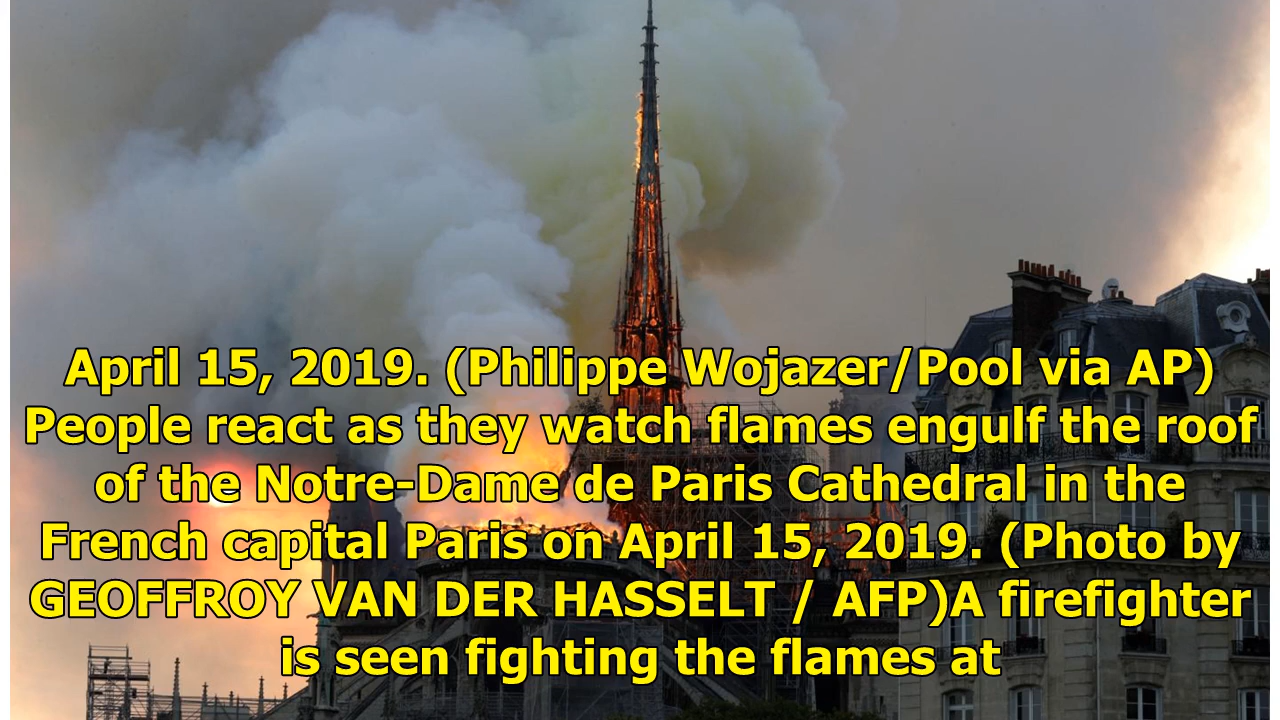 April 15, 2019. (Philippe Wojazer/Pool via AP)
People react as they watch flames engulf the roof
of the Notre-Dame de Paris Cathedral in the
French capital Paris on April 15, 2019. (Photo by
GEOFFROY VAN DER HASSELT / AFP)A firefighter
is seen fighting the flames at